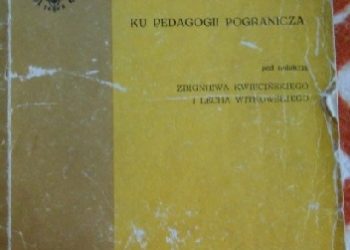 KU PEDAGOGII POGRANICZA
pod redakcją
ZBIGNIEWA KWIECIŃSKIEGO
I LECHA WITKOWSKIEGO